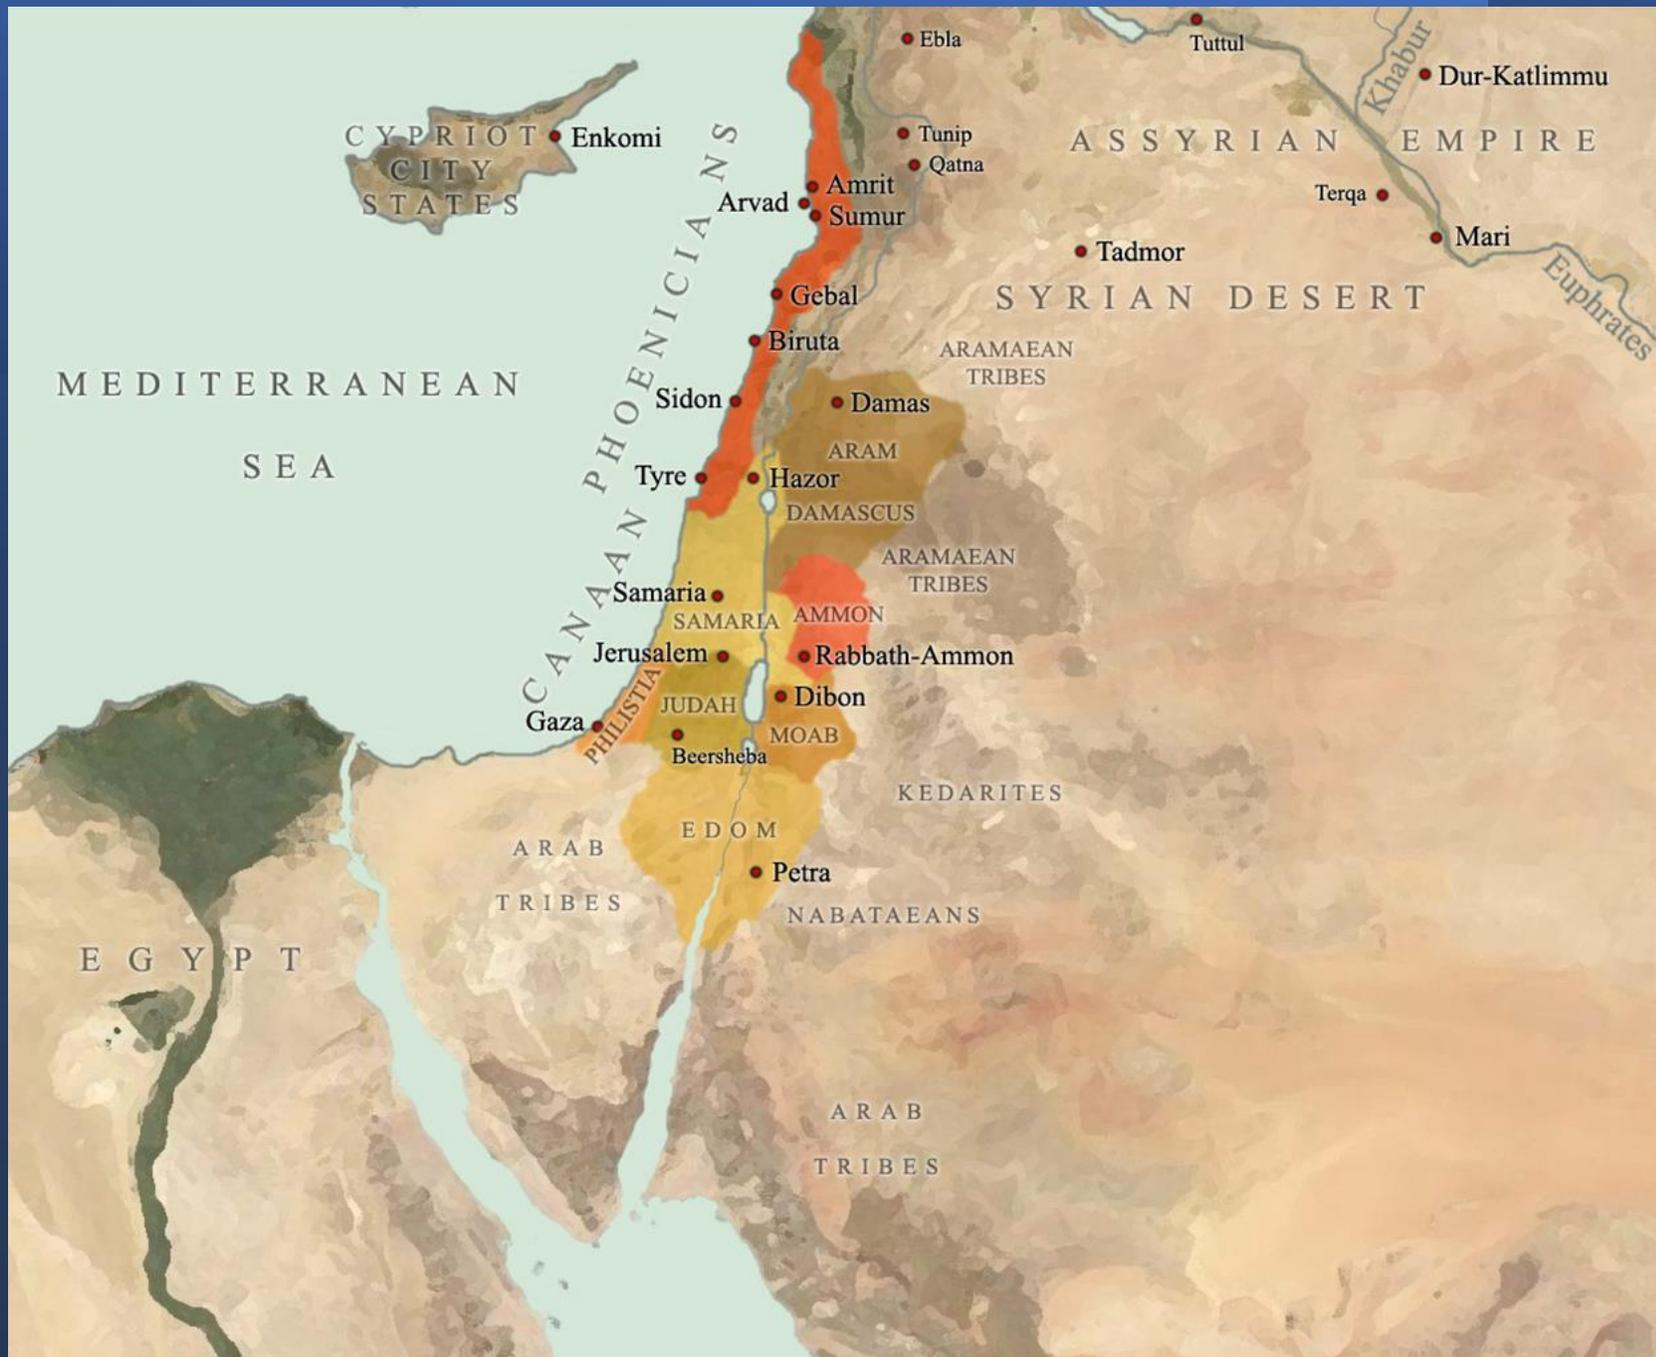 Ebla
Tuttul
Khabur
Dur-Katlimmu
CYPRIOT
CITY
STATES
Enkomi
Tunip
Qatna
ASSYRIAN EMPIRE
Terqa
Mari
Euphrates
Tadmor
SYRIAN DESERT
Amrit
Arvad
Sumur
Gebal
Biruta
Sidon
Tyre
CANAAN PHOENICIANS
MEDITERRANEAN
SEA
ARAMAEAN
TRIBES
Damas
ARAM
DAMASCUS
Hazor
ARAMAEAN
TRIBES
Samaria
SAMARIA
AMMON
Jerusalem
Rabbath-Ammon
Dibon
Gaza
PHILISTIA
JUDAH
MOAB
Beersheba
KEDARITES
EDOM
ARAB
TRIBES
Petra
NABATAEANS
EGYPT
ARAB
TRIBES